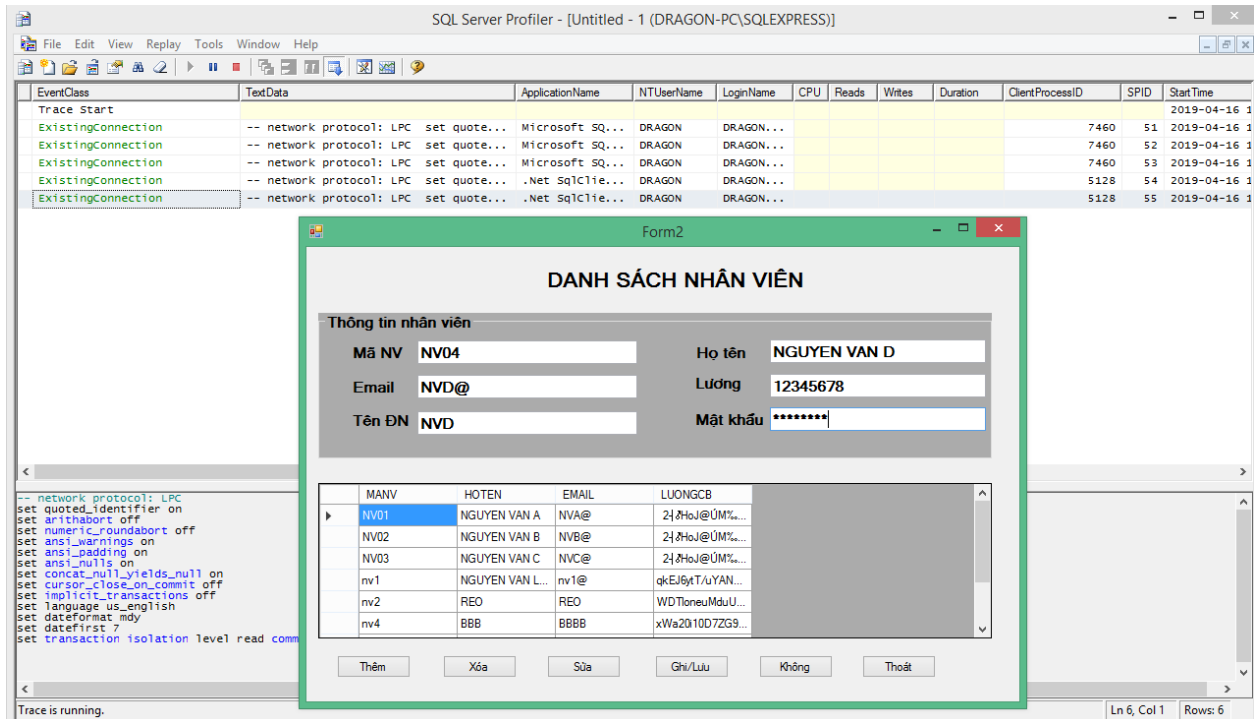 SQL Server Profiler - [Untitled - 1 (DRAGON-PC\SQLEXPRESS)]
File Edit View Replay Tools Window Help
EventClass TextData ApplicationName NTUserName LoginName CPU Reads Writes Duration ClientProcessID SPID StartTime
Trace Start 2019-04-16 1
ExistingConnection -- network protocol: LPC set quote... Microsoft SQ... DRAGON DRAGON... 7460 51 2019-04-16 1
ExistingConnection -- network protocol: LPC set quote... Microsoft SQ... DRAGON DRAGON... 7460 52 2019-04-16 1
ExistingConnection -- network protocol: LPC set quote... Microsoft SQ... DRAGON DRAGON... 7460 53 2019-04-16 1
ExistingConnection -- network protocol: LPC set quote... .Net SqlClie... DRAGON DRAGON... 5128 54 2019-04-16 1
ExistingConnection -- network protocol: LPC set quote... .Net SqlClie... DRAGON DRAGON... 5128 55 2019-04-16 1
Form2
DANH SÁCH NHÂN VIÊN
Thông tin nhân viên
Mã NV NV04 Họ tên NGUYEN VAN D
Email NVD@ Lương 12345678
Tên ĐN NVD Mật khẩu ********
MANV HOTEN EMAIL LUONGCB
NV01 NGUYEN VAN A NVA@
NV02 NGUYEN VAN B NVB@
NV03 NGUYEN VAN C NVC@
nv1 NGUYEN VAN L... nv1@ qkEJ6ytT/uYAN...
nv2 REO REO WDTloneuMduU...
nv4 BBB BBBB
Thêm Xóa Sửa Ghi/Lưu Không Thoát
-- network protocol: LPC
set quoted_identifier on
set arithabort off
set numeric_roundabort off
set ansi_warnings on
set ansi_padding on
set ansi_nulls on
set concat_null_yields_null on
set cursor_close_on_commit off
set implicit_transactions off
set language us_english
set dateformat mdy
set datefirst 7
set transaction isolation level read comm
Trace is running. Ln 6, Col 1 Rows: 6